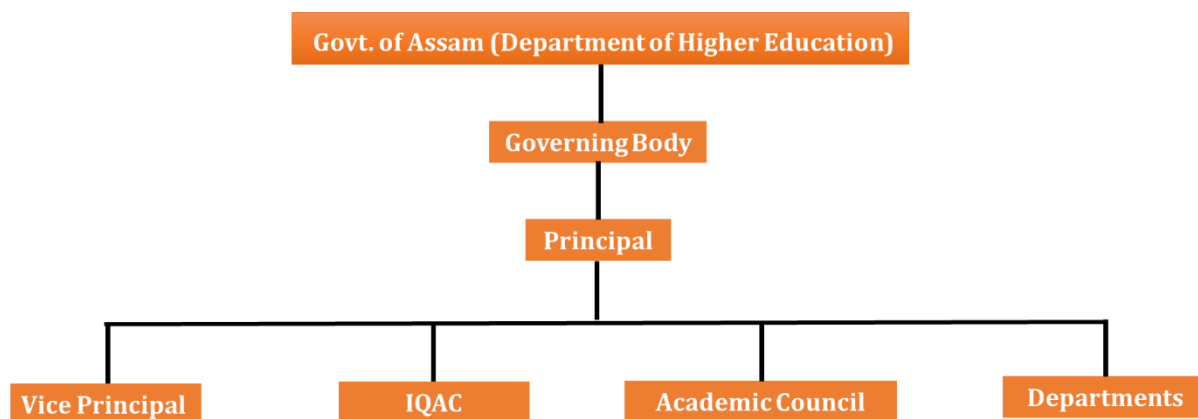 Govt. of Assam (Department of Higher Education)
Governing Body
Principal
Vice Principal
IQAC
Academic Council
Departments